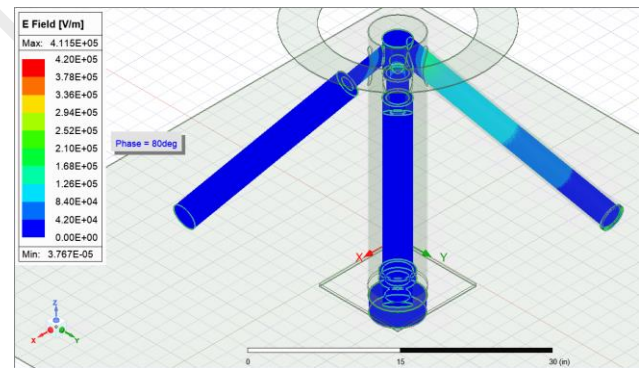 E Field [V/m]
Max: 4.115E+05
4.20E+05
3.78E+05
3.36E+05
2.94E+05
2.52E+05
2.10E+05
1.68E+05
1.26E+05
8.40E+04
4.20E+04
0.00E+00
Min: 3.767E-05
Phase = 80deg
X
Y
Z
X
Y
0
15
30 (in)